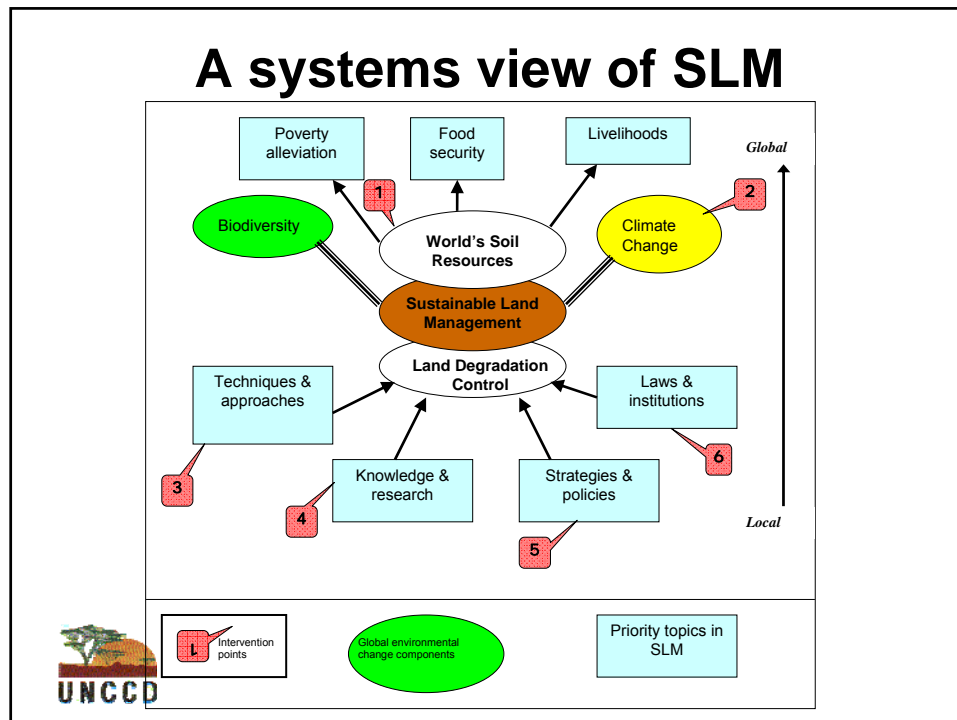 A systems view of SLM
Poverty
alleviation
Food
security
Livelihoods
Global
1
2
Biodiversity
Climate
Change
World's Soil
Resources
Sustainable Land
Management
Land Degradation
Control
Techniques &
approaches
Laws &
institutions
3
Knowledge &
research
4
Strategies &
policies
5
6
Local
1
Intervention
points
Global environmental
change components
Priority topics in
SLM
UNCCD